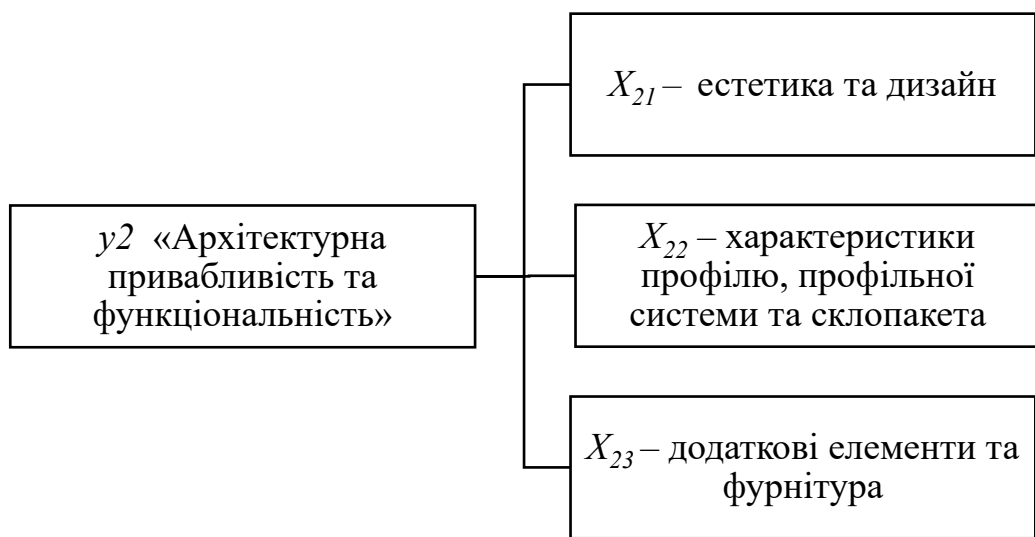 X21 – естетика та дизайн
y2 «Архітектурна
привабливість та
функціональність»
X22 – характеристики
профілю, профільної
системи та склопакета
X23 – додаткові елементи та
фурнітура